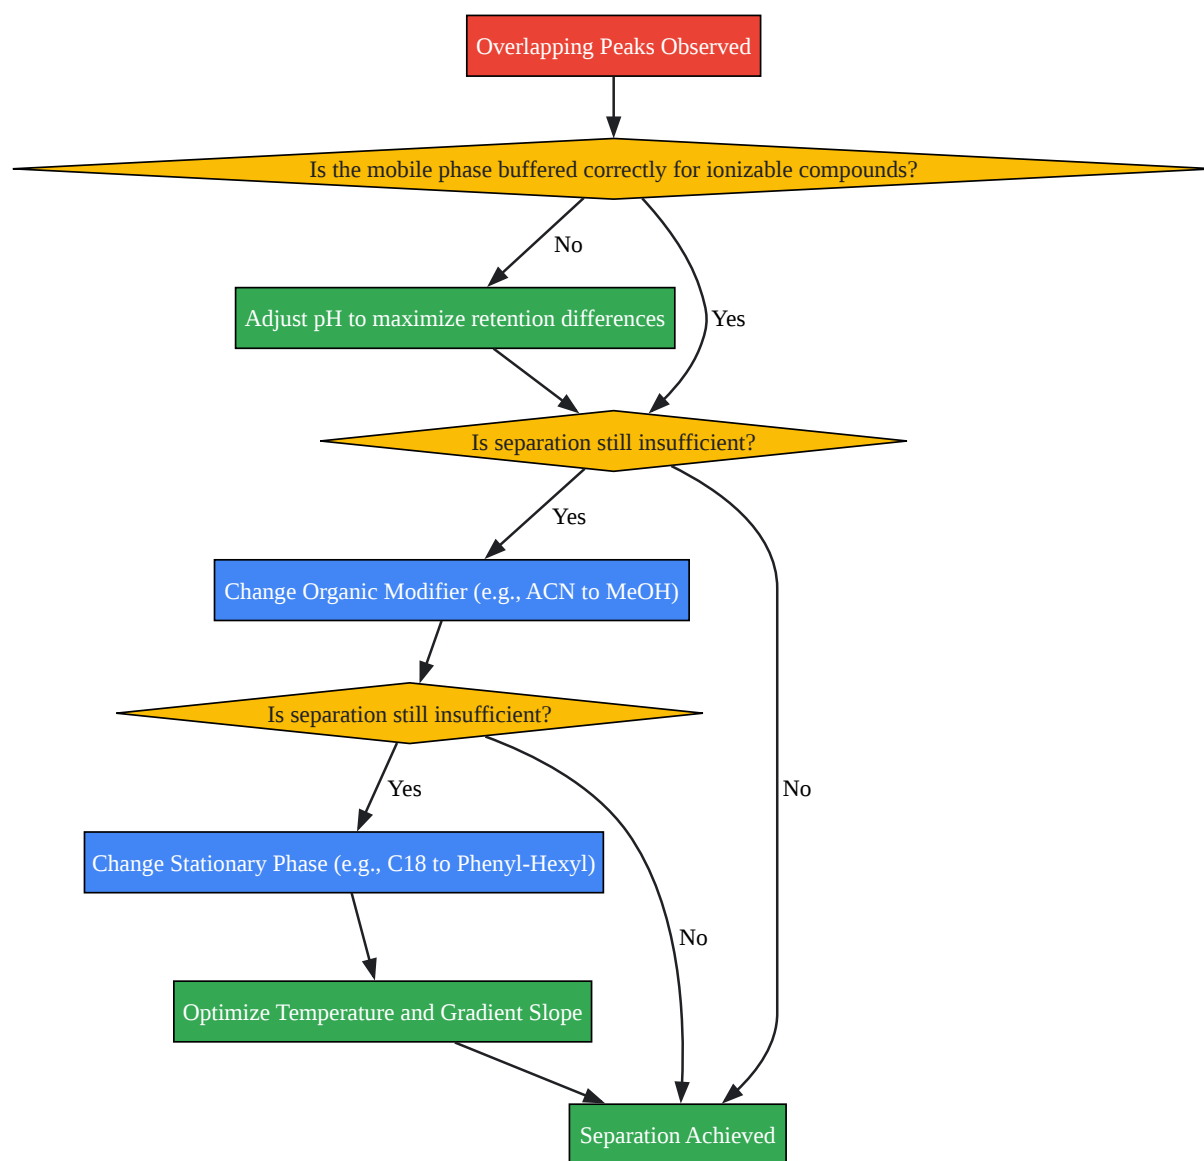 Overlapping Peaks Observed
Is the mobile phase buffered correctly for ionizable compounds?
No
Adjust pH to maximize retention differences
Yes
Is separation still insufficient?
Yes
Change Organic Modifier (e.g., ACN to MeOH)
Is separation still insufficient?
Yes
No
Change Stationary Phase (e.g., C18 to Phenyl-Hexyl)
No
Optimize Temperature and Gradient Slope
Separation Achieved